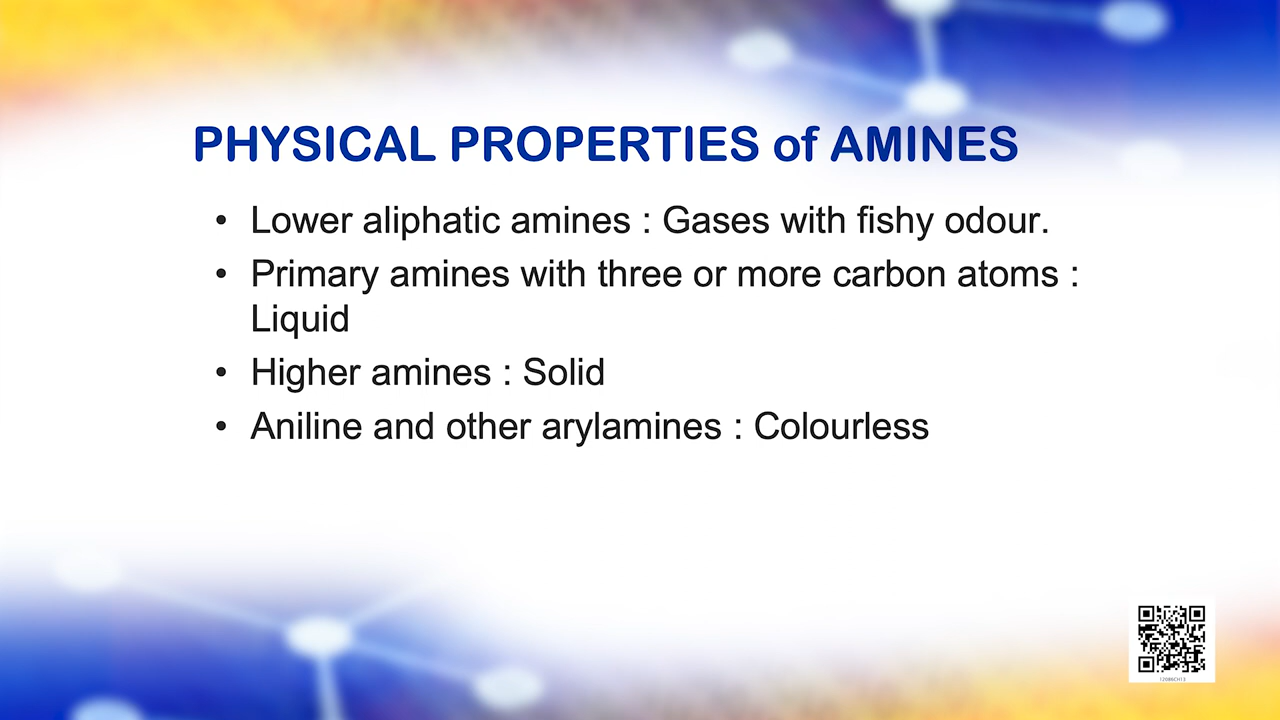 PHYSICAL PROPERTIES of AMINES
• Lower aliphatic amines : Gases with fishy odour.
• Primary amines with three or more carbon atoms :
Liquid
• Higher amines : Solid
• Aniline and other arylamines : Colourless